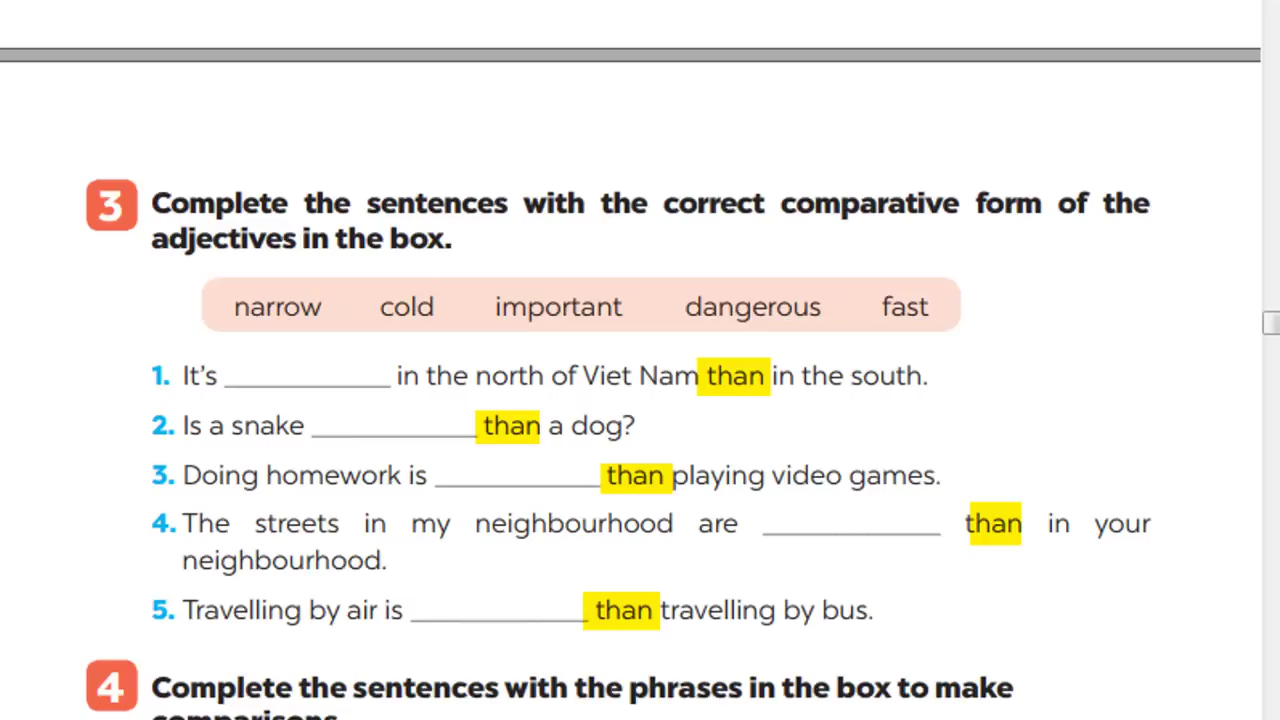 3 Complete the sentences with the correct comparative form of the
adjectives in the box.
narrow cold important dangerous fast
1. It’s ____________ in the north of Viet Nam than in the south.
2. Is a snake ____________ than a dog?
3. Doing homework is ____________ than playing video games.
4. The streets in my neighbourhood are ____________ than in your
neighbourhood.
5. Travelling by air is ____________ than travelling by bus.
4 Complete the sentences with the phrases in the box to make
comparisons.